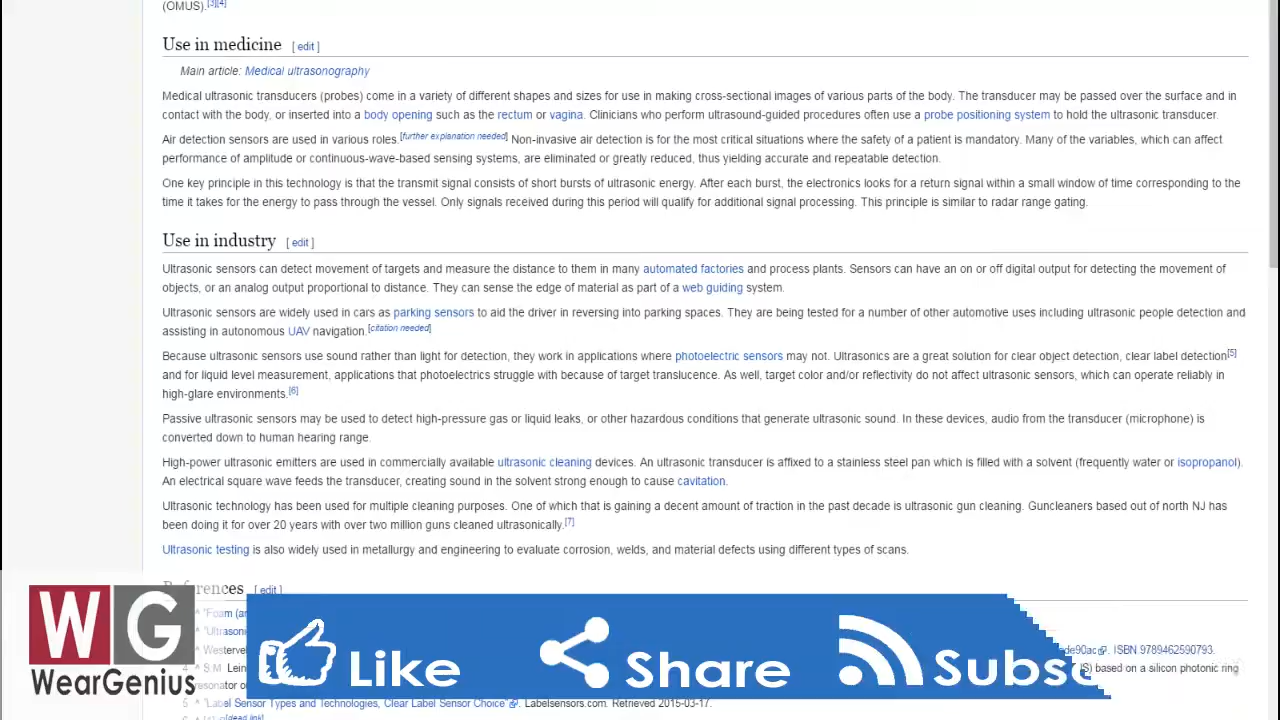 (OMUS).[3][4]
Use in medicine [ edit ]
Main article: Medical ultrasonography
Medical ultrasonic transducers (probes) come in a variety of different shapes and sizes for use in making cross-sectional images of various parts of the body. The transducer may be passed over the surface and in
contact with the body, or inserted into a body opening such as the rectum or vagina. Clinicians who perform ultrasound-guided procedures often use a probe positioning system to hold the ultrasonic transducer.
Air detection sensors are used in various roles.[further explanation needed] Non-invasive air detection is for the most critical situations where the safety of a patient is mandatory. Many of the variables, which can affect
performance of amplitude or continuous-wave-based sensing systems, are eliminated or greatly reduced, thus yielding accurate and repeatable detection.
One key principle in this technology is that the transmit signal consists of short bursts of ultrasonic energy. After each burst, the electronics looks for a return signal within a small window of time corresponding to the
time it takes for the energy to pass through the vessel. Only signals received during this period will qualify for additional signal processing. This principle is similar to radar range gating.
Use in industry [ edit ]
Ultrasonic sensors can detect movement of targets and measure the distance to them in many automated factories and process plants. Sensors can have an on or off digital output for detecting the movement of
objects, or an analog output proportional to distance. They can sense the edge of material as part of a web guiding system.
Ultrasonic sensors are widely used in cars as parking sensors to aid the driver in reversing into parking spaces. They are being tested for a number of other automotive uses including ultrasonic people detection and
assisting in autonomous UAV navigation.[citation needed]
Because ultrasonic sensors use sound rather than light for detection, they work in applications where photoelectric sensors may not. Ultrasonics are a great solution for clear object detection, clear label detection[5]
and for liquid level measurement, applications that photoelectrics struggle with because of target translucence. As well, target color and/or reflectivity do not affect ultrasonic sensors, which can operate reliably in
high-glare environments.[6]
Passive ultrasonic sensors may be used to detect high-pressure gas or liquid leaks, or other hazardous conditions that generate ultrasonic sound. In these devices, audio from the transducer (microphone) is
converted down to human hearing range.
High-power ultrasonic emitters are used in commercially available ultrasonic cleaning devices. An ultrasonic transducer is affixed to a stainless steel pan which is filled with a solvent (frequently water or isopropanol).
An electrical square wave feeds the transducer, creating sound in the solvent strong enough to cause cavitation.
Ultrasonic technology has been used for multiple cleaning purposes. One of which that is gaining a decent amount of traction in the past decade is ultrasonic gun cleaning. Guncleaners based out of north NJ has
been doing it for over 20 years with over two million guns cleaned ultrasonically.[7]
Ultrasonic testing is also widely used in metallurgy and engineering to evaluate corrosion, welds, and material defects using different types of scans.
References [ edit ]
^ "Foam (
^
^ ISBN 9789462590793.
4 ^ S.M. S) based on a silicon photonic ring
resonator
5 ^ "Label Sensor Types and Technologies, Clear Label Sensor Choice". Labelsensors.com. Retrieved 2015-03-17.
[dead link]
WG
WearGenius
Like Share Subs